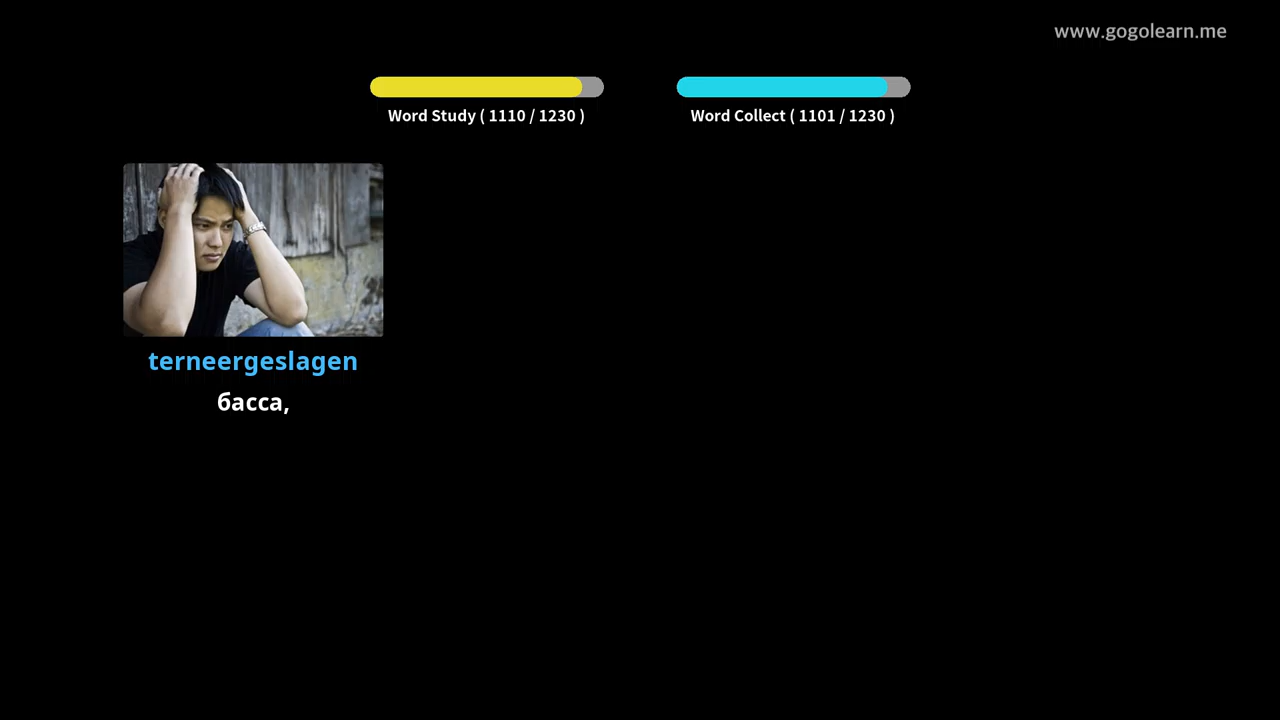 www.gogolearn.me
Word Study ( 1110 / 1230 )
Word Collect ( 1101 / 1230 )
terneergeslagen
басса,